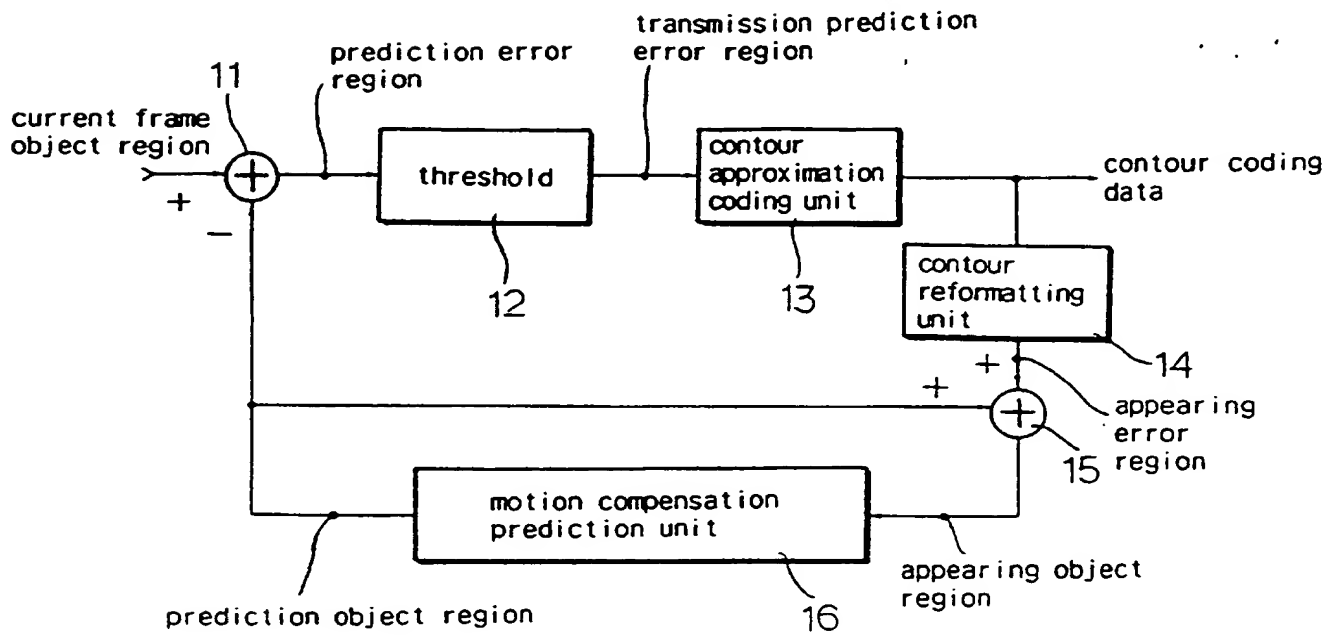 transmission prediction
error region
prediction error
region
11
current frame
object region
+
−
+
threshold
12
contour
approximation
coding unit
13
contour coding
data
contour
reformatting
unit
14
+
+
+
15
appearing
error
region
motion compensation
prediction unit
16
appearing object
region
prediction object region